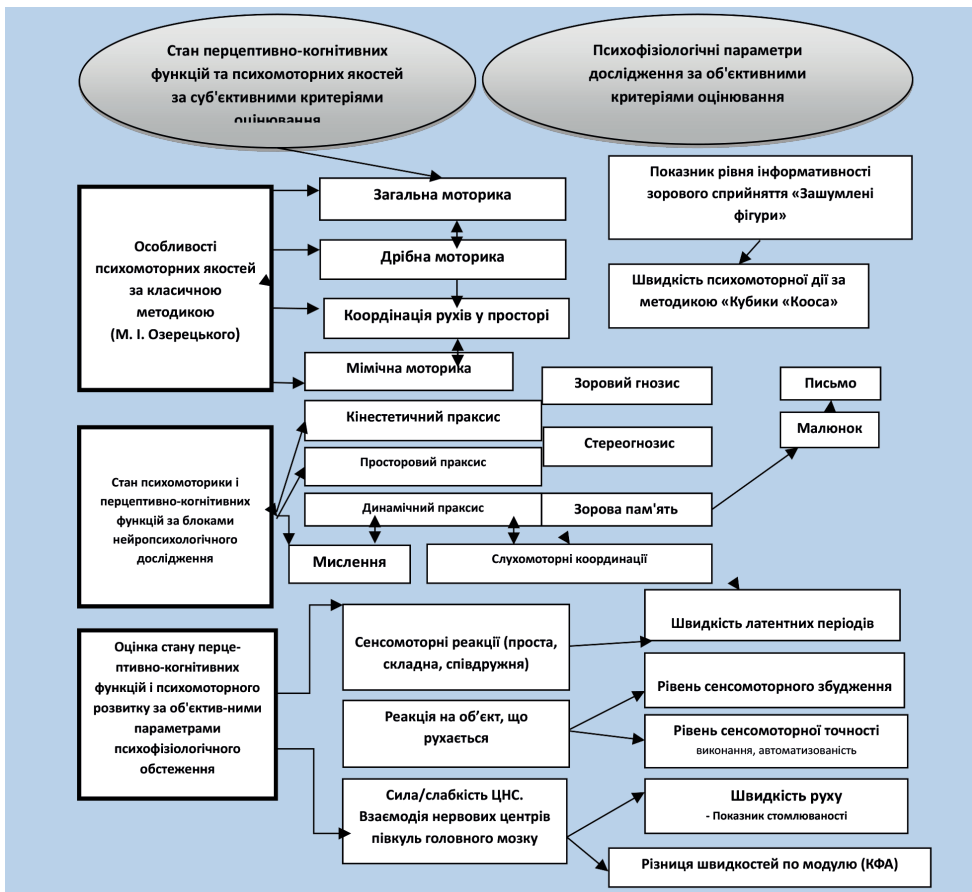 Стан перцептивно-когнітивних
функцій та психомоторних якостей
за суб'єктивними критеріями
оцінювання
Психофізіологічні параметри
дослідження за об'єктивними
критеріями оцінювання
Особливості
психомоторних якостей
за класичною
методикою
(М. І. Озерецького)
Загальна моторика
Дрібна моторика
Координація рухів у просторі
Мімічна моторика
Показник рівня інформативності
зорового сприйняття «Зашумлені
фігури»
Швидкість психомоторної дії за
методикою «Кубики «Кооса»
Стан психомоторики і
перцептивно-когнітивних
функцій за блоками
нейропсихологічного
дослідження
Кінестетичний праксис
Просторовий праксис
Динамічний праксис
Мислення
Зоровий гнозис
Стереогнозис
Зорова пам'ять
Слухомоторні координації
Письмо
Малюнок
Оцінка стану перце-
птивно-когнітивних
функцій і психомоторного
розвитку за об'єктив-ними
параметрами
психофізіологічного
обстеження
Сенсомоторні реакції (проста,
складна, співдружня)
Реакція на об’єкт, що
рухається
Сила/слабкість ЦНС.
Взаємодія нервових центрів
півкуль головного мозку
Швидкість латентних періодів
Рівень сенсомоторного збудження
Рівень сенсомоторної точності
виконання, автоматизованість
Швидкість руху
- Показник стомлюваності
Різниця швидкостей по модулю (КФА)